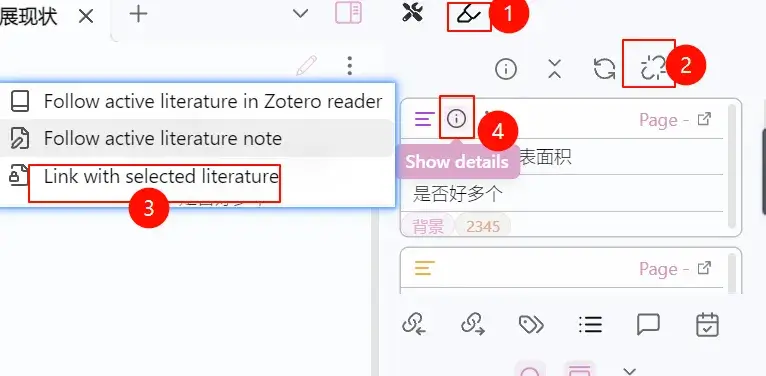 展现状
1
2
Follow active literature in Zotero reader
Follow active literature note
Link with selected literature
3
Page -
4
Show details
表面积
是否好多个
背景
2345
Page -